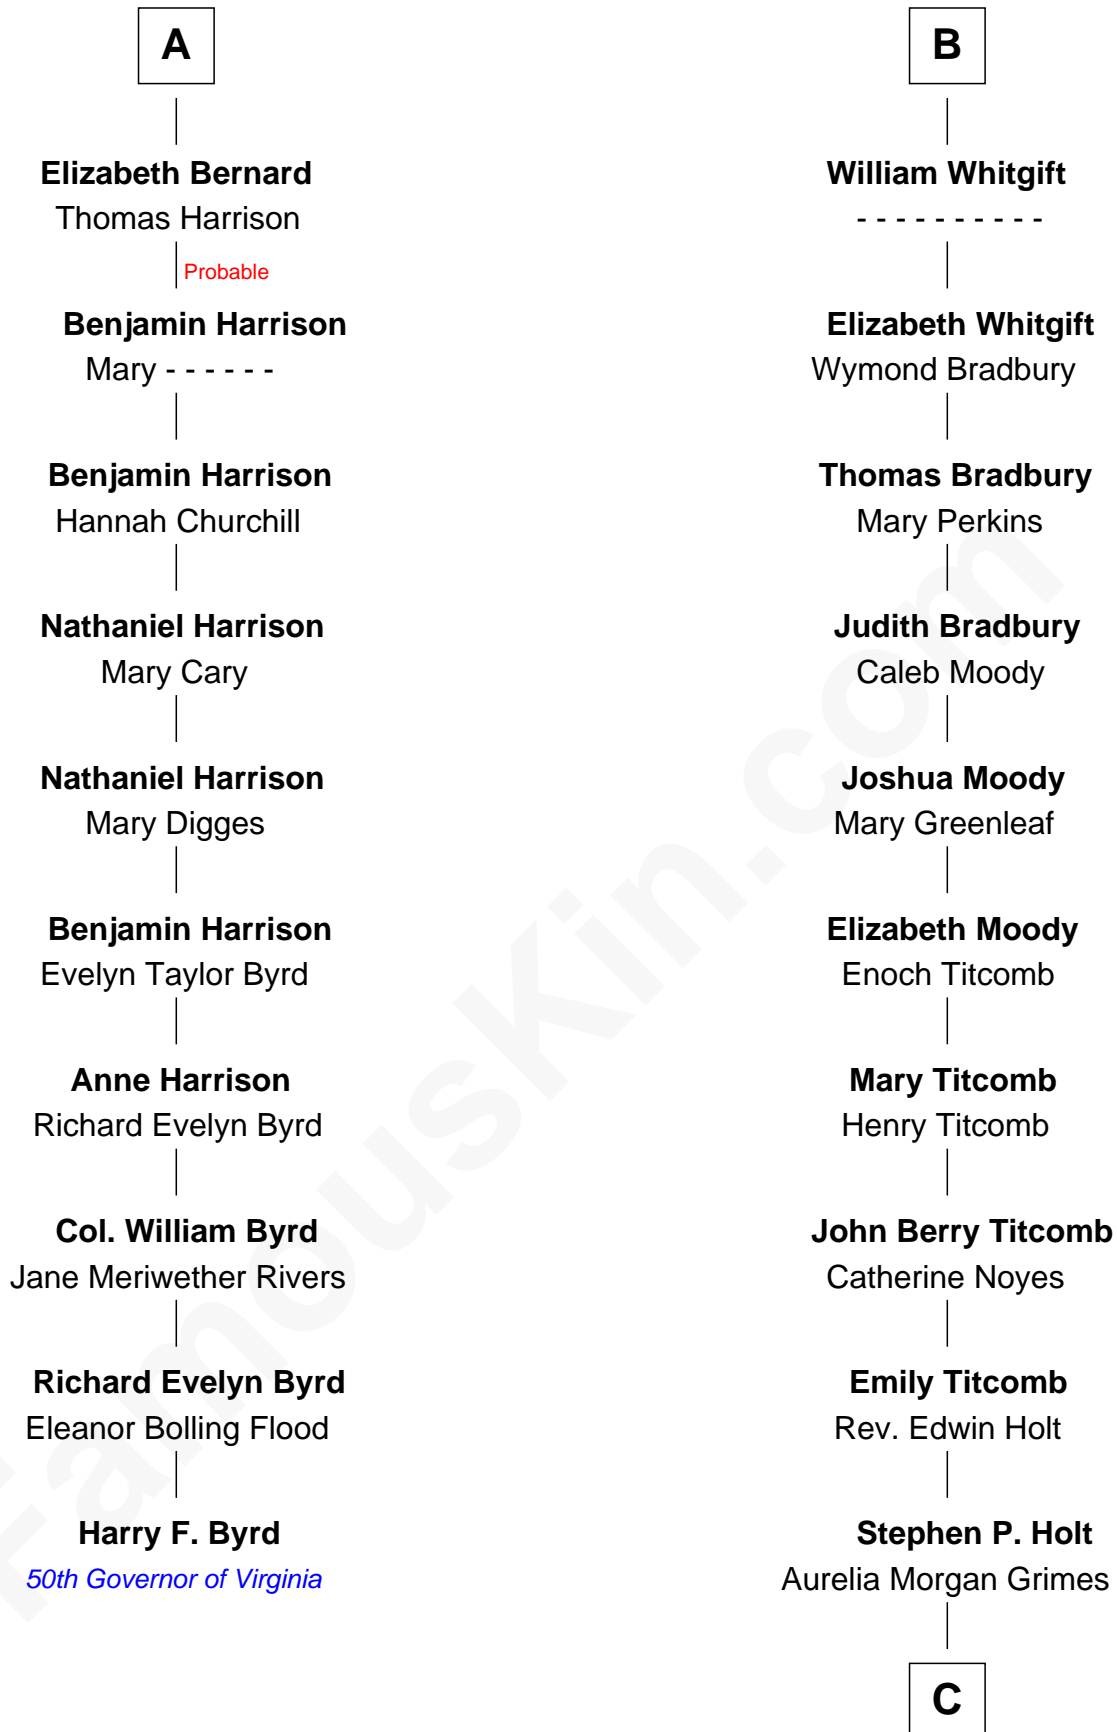 A
Elizabeth Bernard
Thomas Harrison
Probable
Benjamin Harrison
Mary - - - - - -
Benjamin Harrison
Hannah Churchill
Nathaniel Harrison
Mary Cary
Nathaniel Harrison
Mary Digges
Benjamin Harrison
Evelyn Taylor Byrd
Anne Harrison
Richard Evelyn Byrd
Col. William Byrd
Jane Meriwether Rivers
Richard Evelyn Byrd
Eleanor Bolling Flood
Harry F. Byrd
50th Governor of Virginia
B
William Whitgift
- - - - - - - - - -
Elizabeth Whitgift
Wymond Bradbury
Thomas Bradbury
Mary Perkins
Judith Bradbury
Caleb Moody
Joshua Moody
Mary Greenleaf
Elizabeth Moody
Enoch Titcomb
Mary Titcomb
Henry Titcomb
John Berry Titcomb
Catherine Noyes
Emily Titcomb
Rev. Edwin Holt
Stephen P. Holt
Aurelia Morgan Grimes
C
FamousKin.com